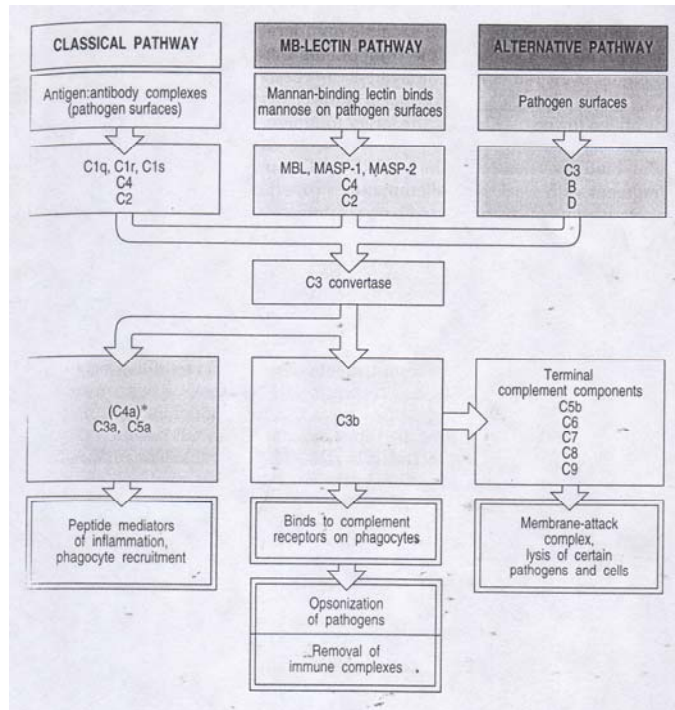 CLASSICAL PATHWAY
MB-LECTIN PATHWAY
ALTERNATIVE PATHWAY
Antigen:antibody complexes
(pathogen surfaces)
Mannan-binding lectin binds
mannose on pathogen surfaces
Pathogen surfaces
C1q, C1r, C1s
C4
C2
MBL, MASP-1, MASP-2
C4
C2
C3
B
D
C3 convertase
(C4a)*
C3a, C5a
C3b
Terminal
complement components
C5b
C6
C7
C8
C9
Peptide mediators
of inflammation,
phagocyte recruitment
Binds to complement
receptors on phagocytes
Membrane-attack
complex,
lysis of certain
pathogens and cells
Opsonization
of pathogens
Removal of
immune complexes